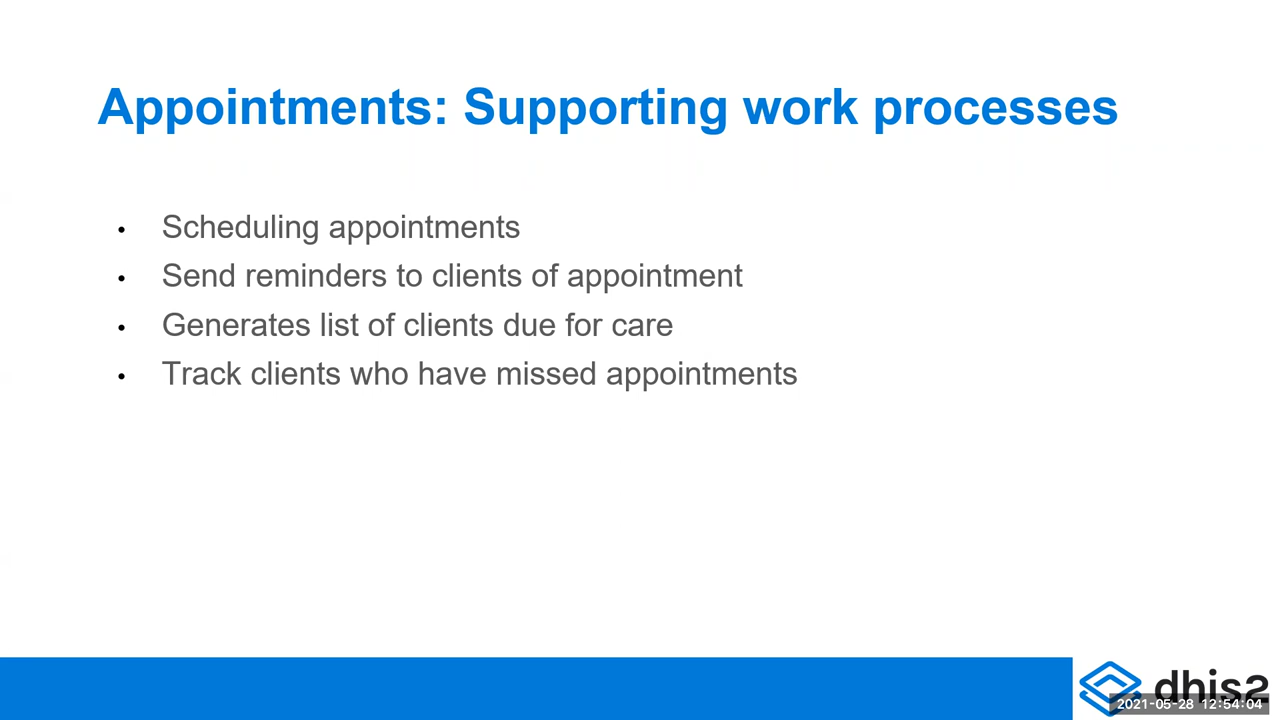 Appointments: Supporting work processes
• Scheduling appointments
• Send reminders to clients of appointment
• Generates list of clients due for care
• Track clients who have missed appointments
dhis2
2021-05-28 12:54:04